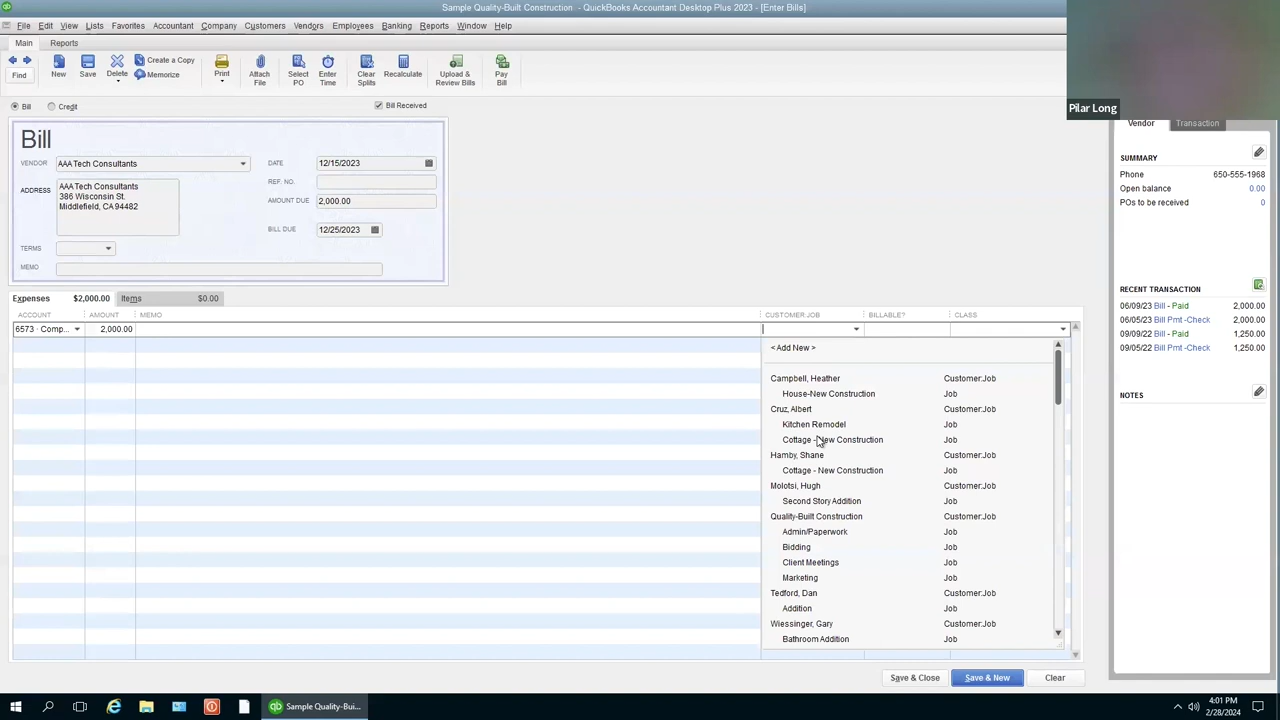 Sample Quality-Built Construction - QuickBooks Accountant Desktop Plus 2023 - [Enter Bills]
File Edit View Lists Favorites Accountant Company Customers Vendors Employees Banking Reports Window Help
Main Reports
Find New Save Delete Create a Copy Memorize Print Attach File Select PO Enter Time Clear Splits Recalculate Upload & Review Bills Pay Bill
Bill Credit Bill Received
Pilar Long
Bill
VENDOR AAA Tech Consultants
DATE 12/15/2023
ADDRESS AAA Tech Consultants
386 Wisconsin St.
Middlefield, CA 94482
REF. NO.
AMOUNT DUE 2,000.00
BILL DUE 12/25/2023
TERMS
MEMO
Vendor Transaction
SUMMARY
Phone 650-555-1968
Open balance 0.00
POs to be received 0
RECENT TRANSACTION
06/09/23 Bill - Paid 2,000.00
06/05/23 Bill Pmt -Check 2,000.00
09/09/22 Bill - Paid 1,250.00
09/05/22 Bill Pmt -Check 1,250.00
NOTES
Expenses $2,000.00 Items $0.00
ACCOUNT AMOUNT MEMO CUSTOMER:JOB BILLABLE? CLASS
6573 · Comp... 2,000.00
< Add New >
Campbell, Heather Customer:Job
House-New Construction Job
Cruz, Albert Customer:Job
Kitchen Remodel Job
Cottage - New Construction Job
Hamby, Shane Customer:Job
Cottage - New Construction Job
Molotsi, Hugh Customer:Job
Second Story Addition Job
Quality-Built Construction Customer:Job
Admin/Paperwork Job
Bidding Job
Client Meetings Job
Marketing Job
Tedford, Dan Customer:Job
Addition Job
Wiessinger, Gary Customer:Job
Bathroom Addition Job
Save & Close Save & New Clear
Sample Quality-Bui...
4:01 PM
2/28/2024